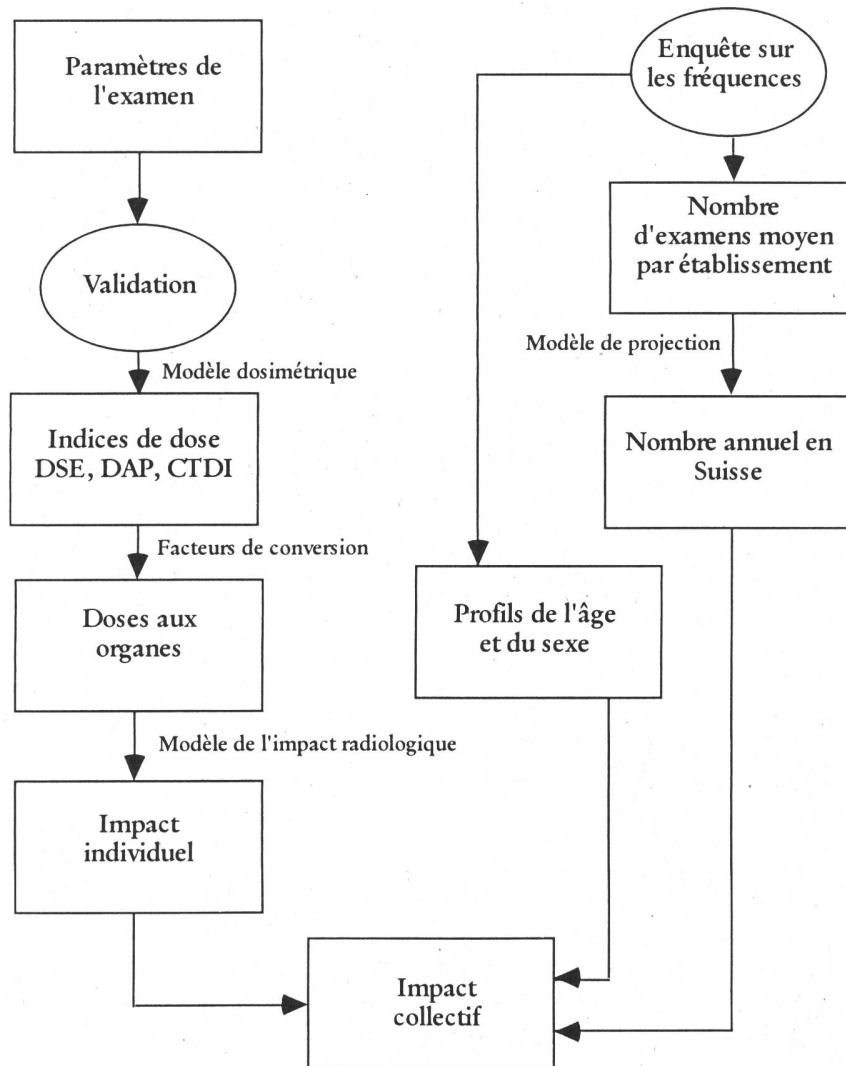 Paramètres de
l'examen
Validation
Modèle dosimétrique
Indices de dose
DSE, DAP, CTDI
Facteurs de conversion
Doses aux
organes
Modèle de l'impact radiologique
Impact
individuel
Enquête sur
les fréquences
Nombre
d'examens moyen
par établissement
Modèle de projection
Nombre annuel en
Suisse
Profils de l'âge
et du sexe
Impact
collectif